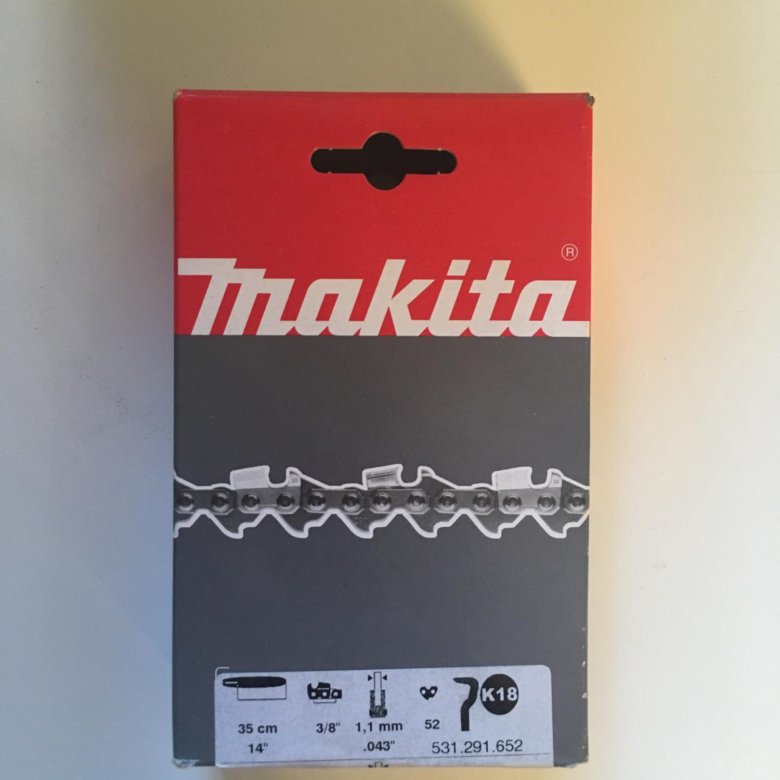 ®
makita
K18
35 cm 3/8" 1,1 mm 52
14" .043" 531.291.652